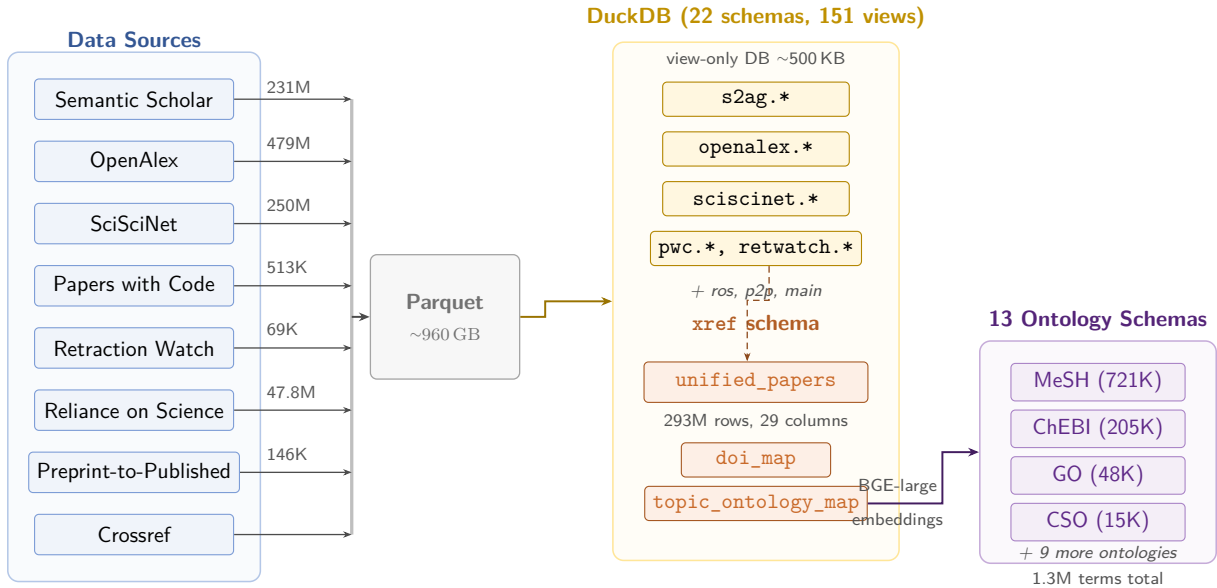 Data Sources
Semantic Scholar
231M
OpenAlex
479M
SciSciNet
250M
Papers with Code
513K
Retraction Watch
69K
Reliance on Science
47.8M
Preprint-to-Published
146K
Crossref
Parquet
~960 GB
DuckDB (22 schemas, 151 views)
view-only DB ~500 KB
s2ag.*
openalex.*
sciscinet.*
pwc.*, retwatch.*
+ ros, p2p, main
xref schema
unified_papers
293M rows, 29 columns
doi_map
topic_ontology_map
BGE-large
embeddings
13 Ontology Schemas
MeSH (721K)
ChEBI (205K)
GO (48K)
CSO (15K)
+ 9 more ontologies
1.3M terms total